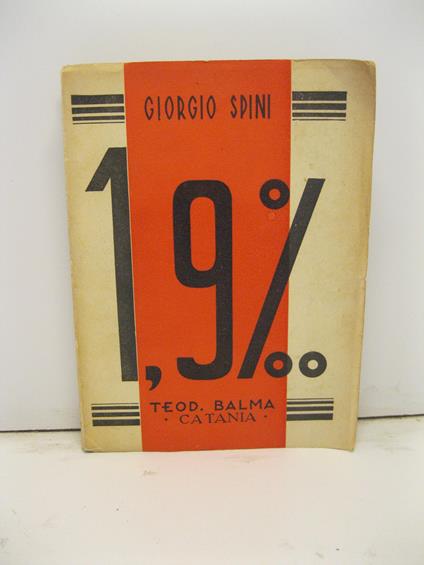 GIORGIO SPINI
1,9‰
TEOD. BALMA
· CATANIA ·